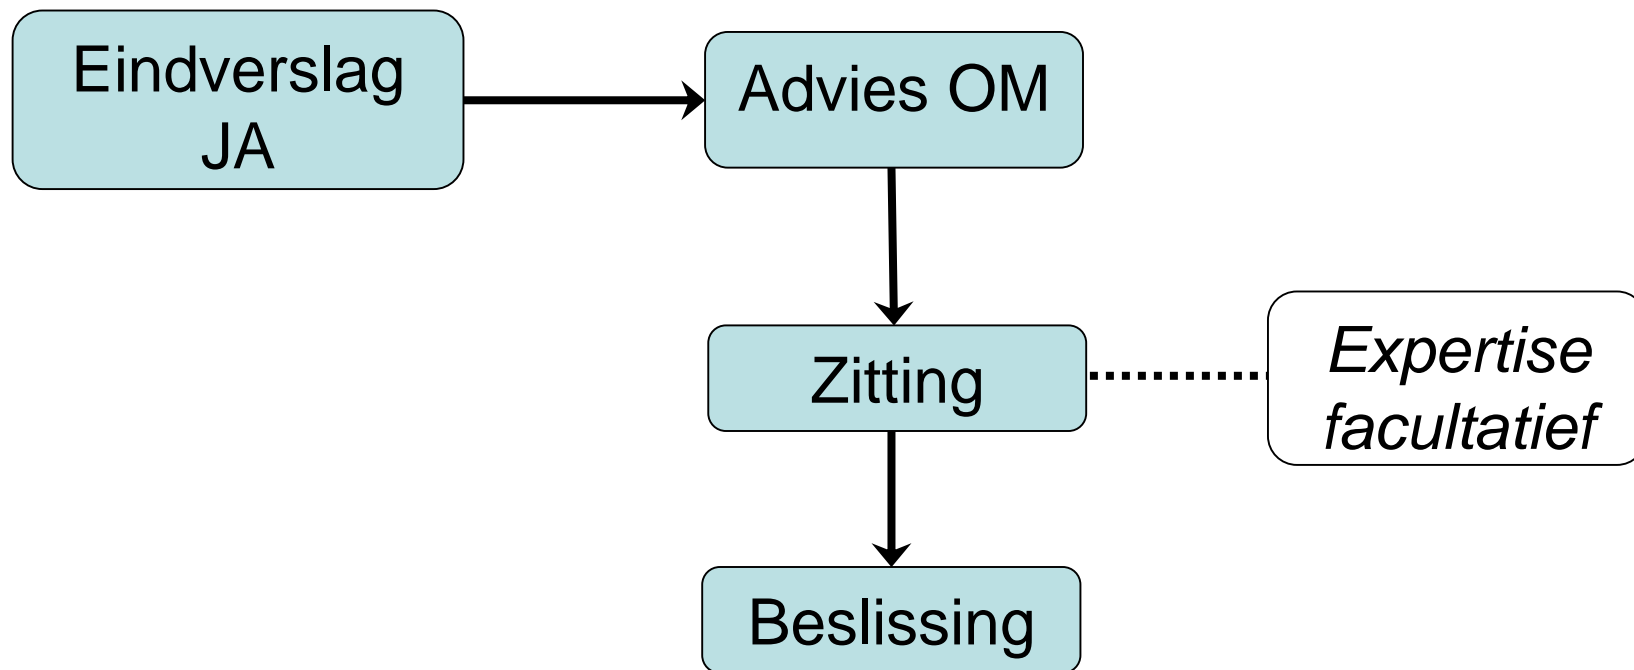 Eindverslag
JA
Advies OM
Zitting
Expertise
facultatief
Beslissing